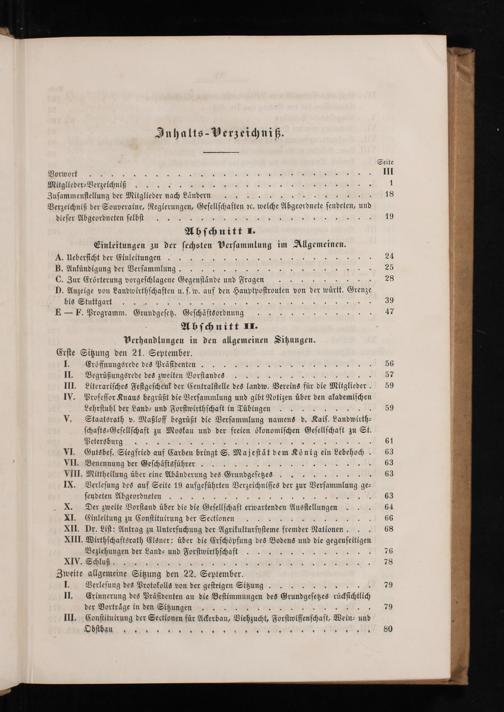 Inhalts-Verzeichniß.
Seite
Vorwort . . . . . . . . . . III
Mitglieder-Verzeichniß . . . . . . . . . . 1
Zusammenstellung der Mitglieder nach Ländern . . . . . . . . . . 18
Verzeichniß der Souveraine, Regierungen, Gesellschaften ꝛc. welche Abgeordnete sendeten, und
dieser Abgeordneten selbst . . . . . . . . . . 19
Abschnitt I.
Einleitungen zu der sechsten Versammlung im Allgemeinen.
A. Uebersicht der Einleitungen . . . . . . . . . . 24
B. Ankündigung der Versammlung . . . . . . . . . . 25
C. Zur Erörterung vorgeschlagene Gegenstände und Fragen . . . . . . . . . . 28
D. Anzeige von Landwirthschaften u. s. w. auf den Hauptpostrouten von der württ. Grenze
bis Stuttgart . . . . . . . . . . 39
E — F. Programm. Grundgesetz. Geschäftsordnung . . . . . . . . . . 47
Abschnitt II.
Verhandlungen in den allgemeinen Sitzungen.
Erste Sitzung den 21. September.
I. Eröffnungsrede des Präsidenten . . . . . . . . . . 56
II. Begrüßungsrede des zweiten Vorstandes . . . . . . . . . . 57
III. Literarisches Festgeschenk der Centralstelle des landw. Vereins für die Mitglieder . 59
IV. Professor Knaus begrüßt die Versammlung und gibt Notizen über den akademischen
Lehrstuhl der Land- und Forstwirthschaft in Tübingen . . . . . . . . . . 59
V. Staatsrath v. Masloff begrüßt die Versammlung namens d. Kais. Landwirth-
schafts-Gesellschaft zu Moskau und der freien ökonomischen Gesellschaft zu St.
Petersburg . . . . . . . . . . 61
VI. Gutsbes. Siegfried auf Carben bringt S. Majestät dem König ein Lebehoch . 63
VII. Benennung der Geschäftsführer . . . . . . . . . . 63
VIII. Mittheilung über eine Abänderung des Grundgesetzes . . . . . . . . . . 63
IX. Verlesung des auf Seite 19 aufgeführten Verzeichnisses der zur Versammlung ge-
sendeten Abgeordneten . . . . . . . . . . 63
X. Der zweite Vorstand über die die Gesellschaft erwartenden Ausstellungen . . . 64
XI. Einleitung zu Constituirung der Sectionen . . . . . . . . . . 66
XII. Dr. List: Antrag zu Untersuchung der Agrikultursysteme fremder Nationen . . . 68
XIII. Wirthschaftsrath Elsner: über die Erschöpfung des Bodens und die gegenseitigen
Beziehungen der Land- und Forstwirthschaft . . . . . . . . . . 76
XIV. Schluß . . . . . . . . . . 78
Zweite allgemeine Sitzung den 22. September.
I. Verlesung des Protokolls von der gestrigen Sitzung . . . . . . . . . . 79
II. Erinnerung des Präsidenten an die Bestimmungen des Grundgesetzes rücksichtlich
der Vorträge in den Sitzungen . . . . . . . . . . 79
III. Constituirung der Sectionen für Ackerbau, Viehzucht, Forstwissenschaft, Wein- und
Obstbau . . . . . . . . . . 80